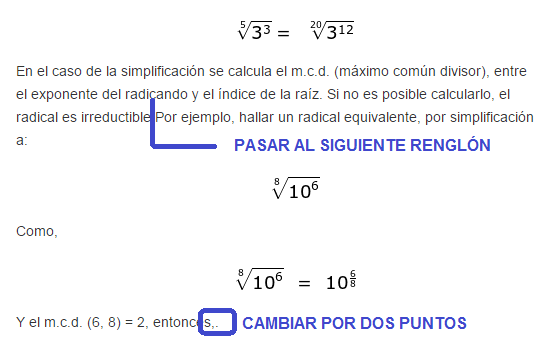 ⁵√3³ = ²⁰√3¹²
En el caso de la simplificación se calcula el m.c.d. (máximo común divisor), entre
el exponente del radicando y el índice de la raíz. Si no es posible calcularlo, el
radical es irreductible.Por ejemplo, hallar un radical equivalente, por simplificación
a:
PASAR AL SIGUIENTE RENGLÓN
⁸√10⁶
Como,
⁸√10⁶ = 10^(6/8)
Y el m.c.d. (6, 8) = 2, entonces,.
CAMBIAR POR DOS PUNTOS